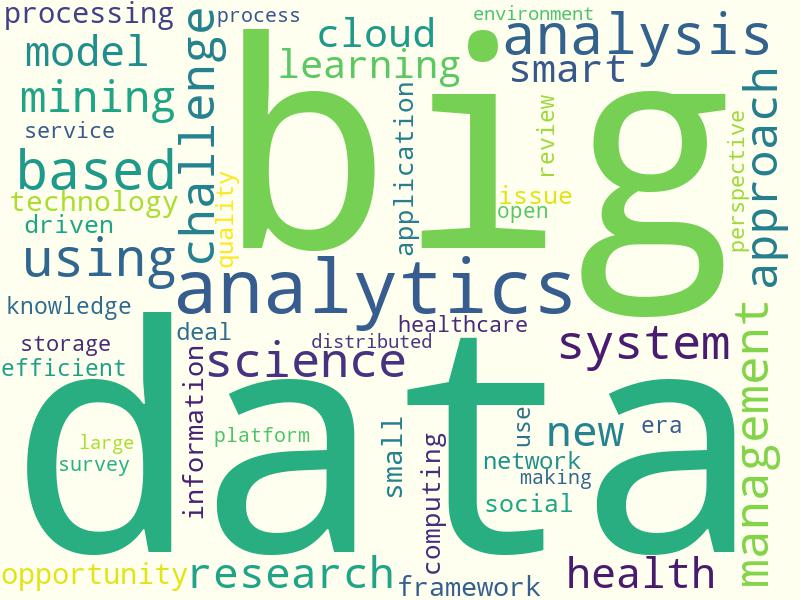 processing
process
environment
model
challenge
cloud
analysis
learning
smart
mining
big
approach
service
application
review
perspective
based
quality
technology
issue
open
driven
using
analytics
knowledge
deal
healthcare
storage
distributed
system
management
efficient
science
data
information
large
platform
small
computing
use
new
era
survey
network
making
social
opportunity
research
framework
health